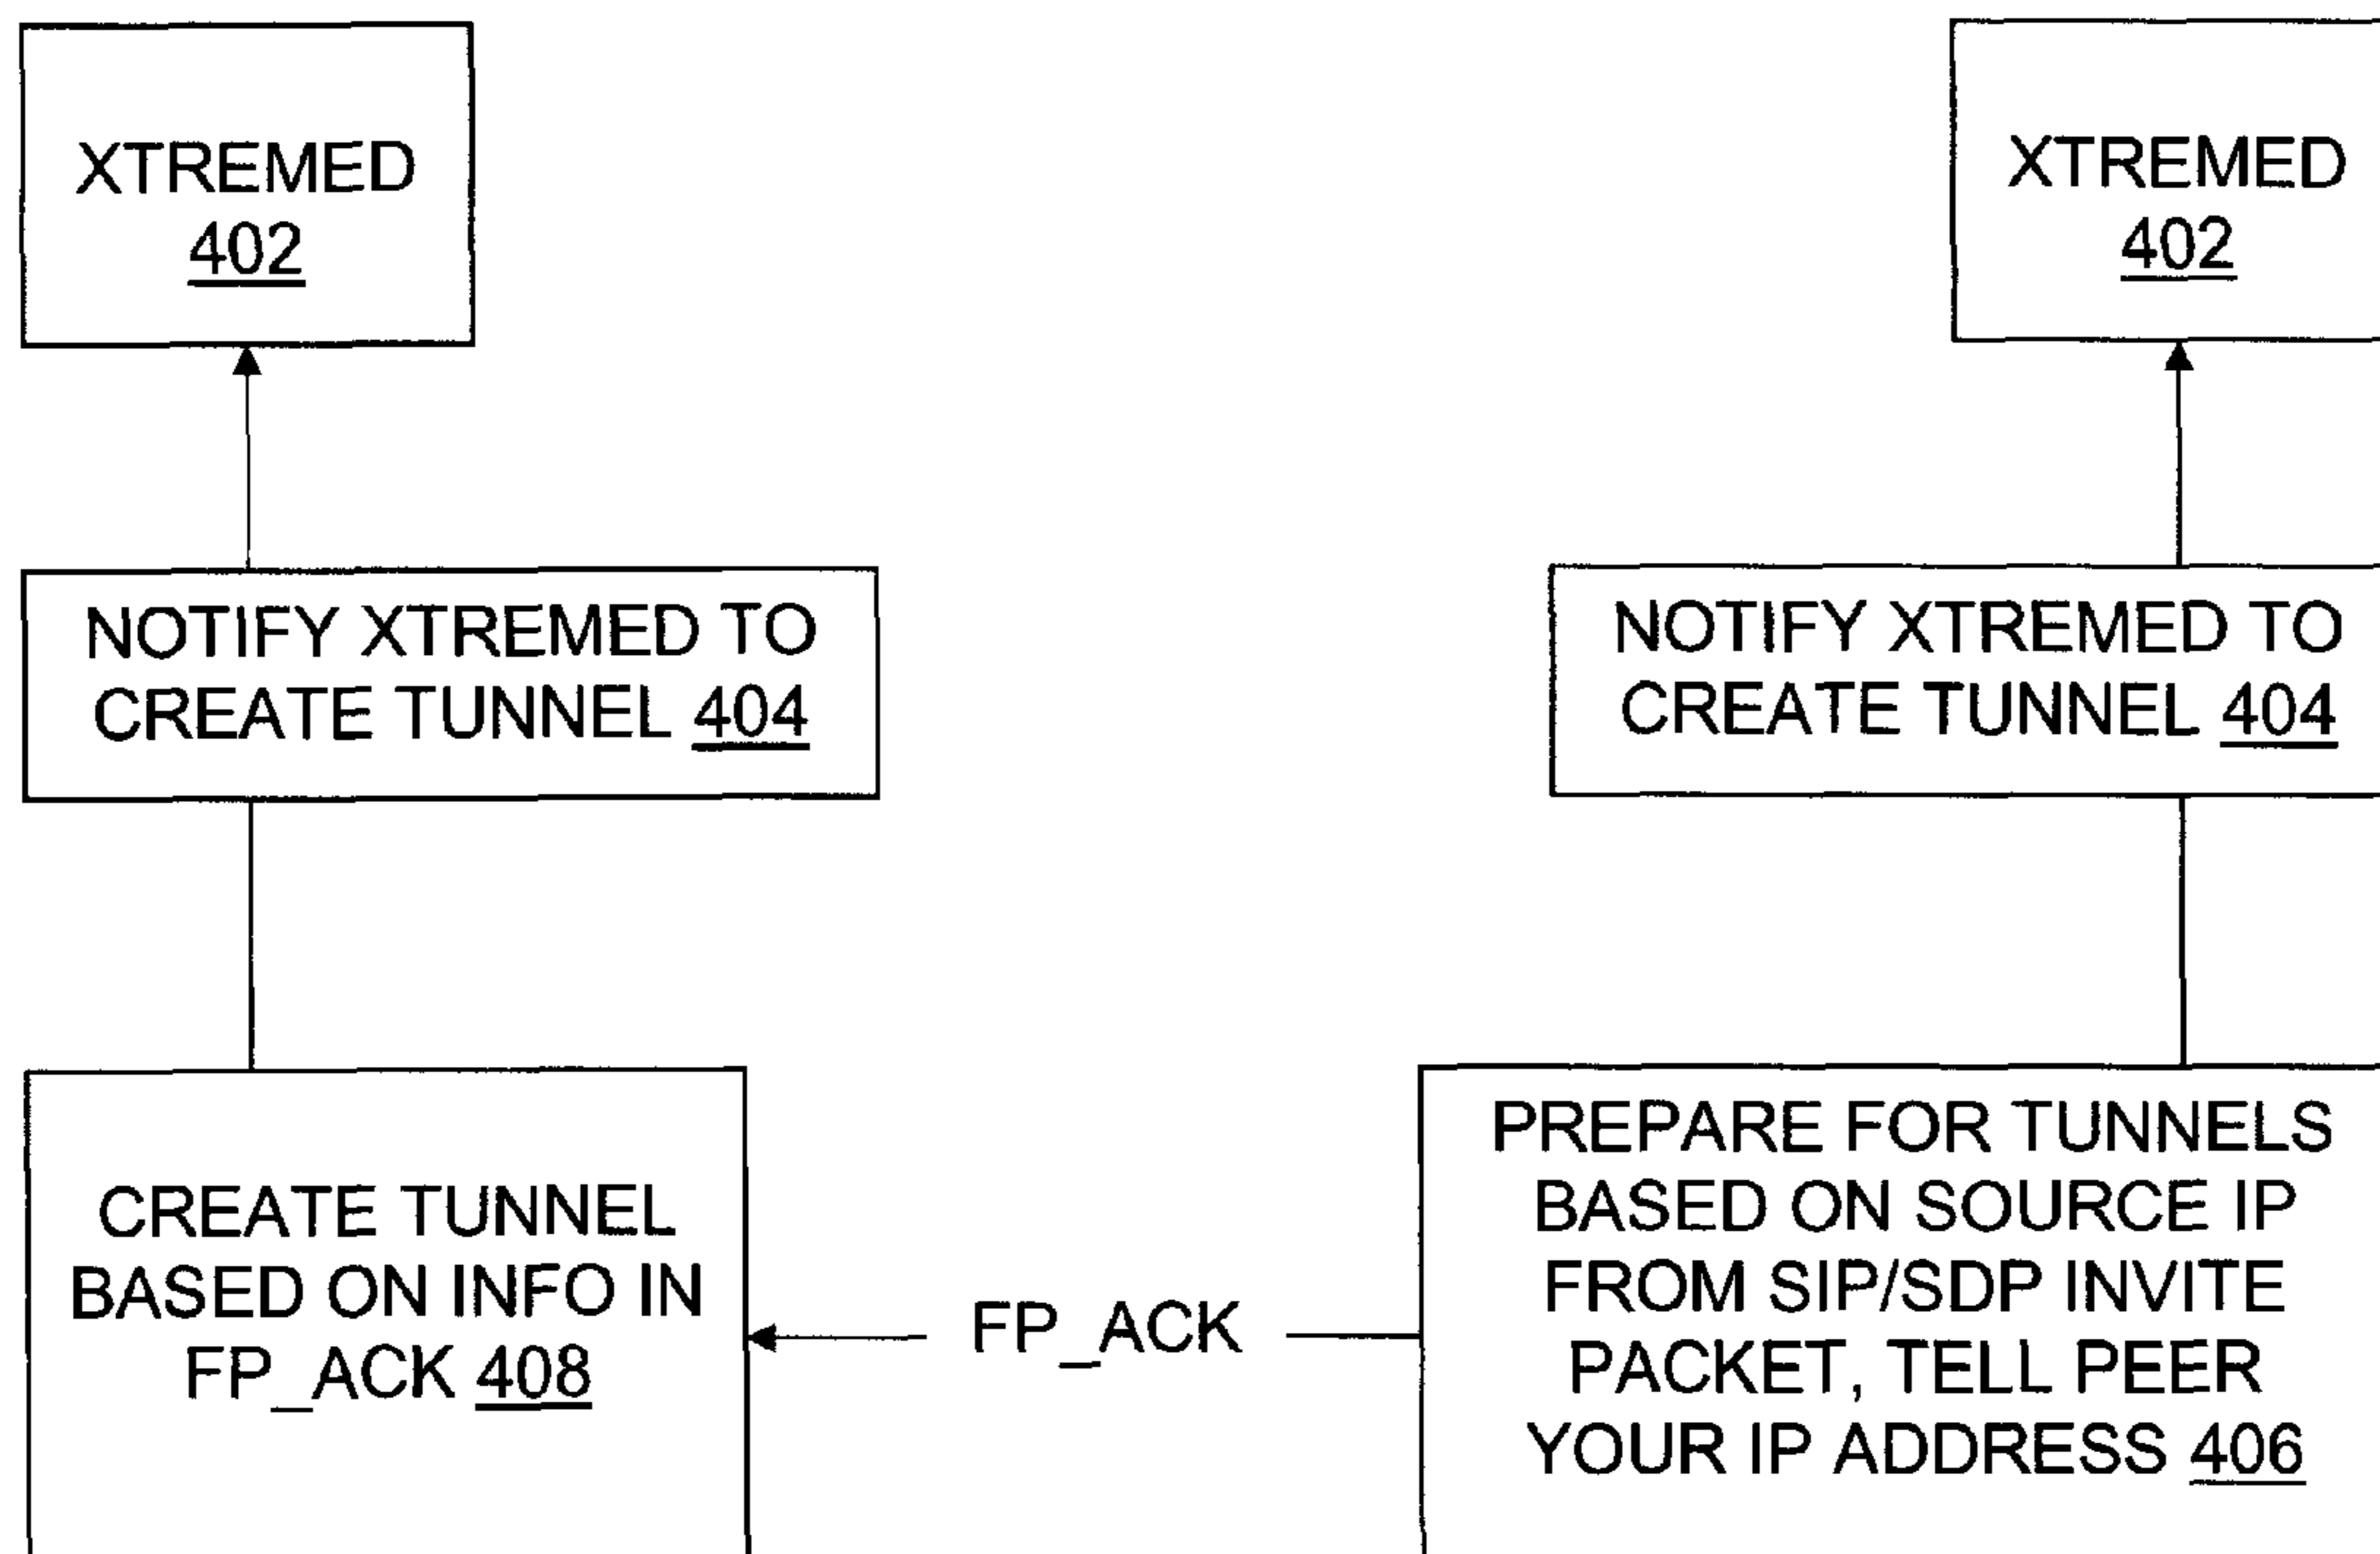 XTREMED
402
XTREMED
402
NOTIFY XTREMED TO
CREATE TUNNEL 404
NOTIFY XTREMED TO
CREATE TUNNEL 404
CREATE TUNNEL
BASED ON INFO IN
FP_ACK 408
FP_ACK
PREPARE FOR TUNNELS
BASED ON SOURCE IP
FROM SIP/SDP INVITE
PACKET, TELL PEER
YOUR IP ADDRESS 406